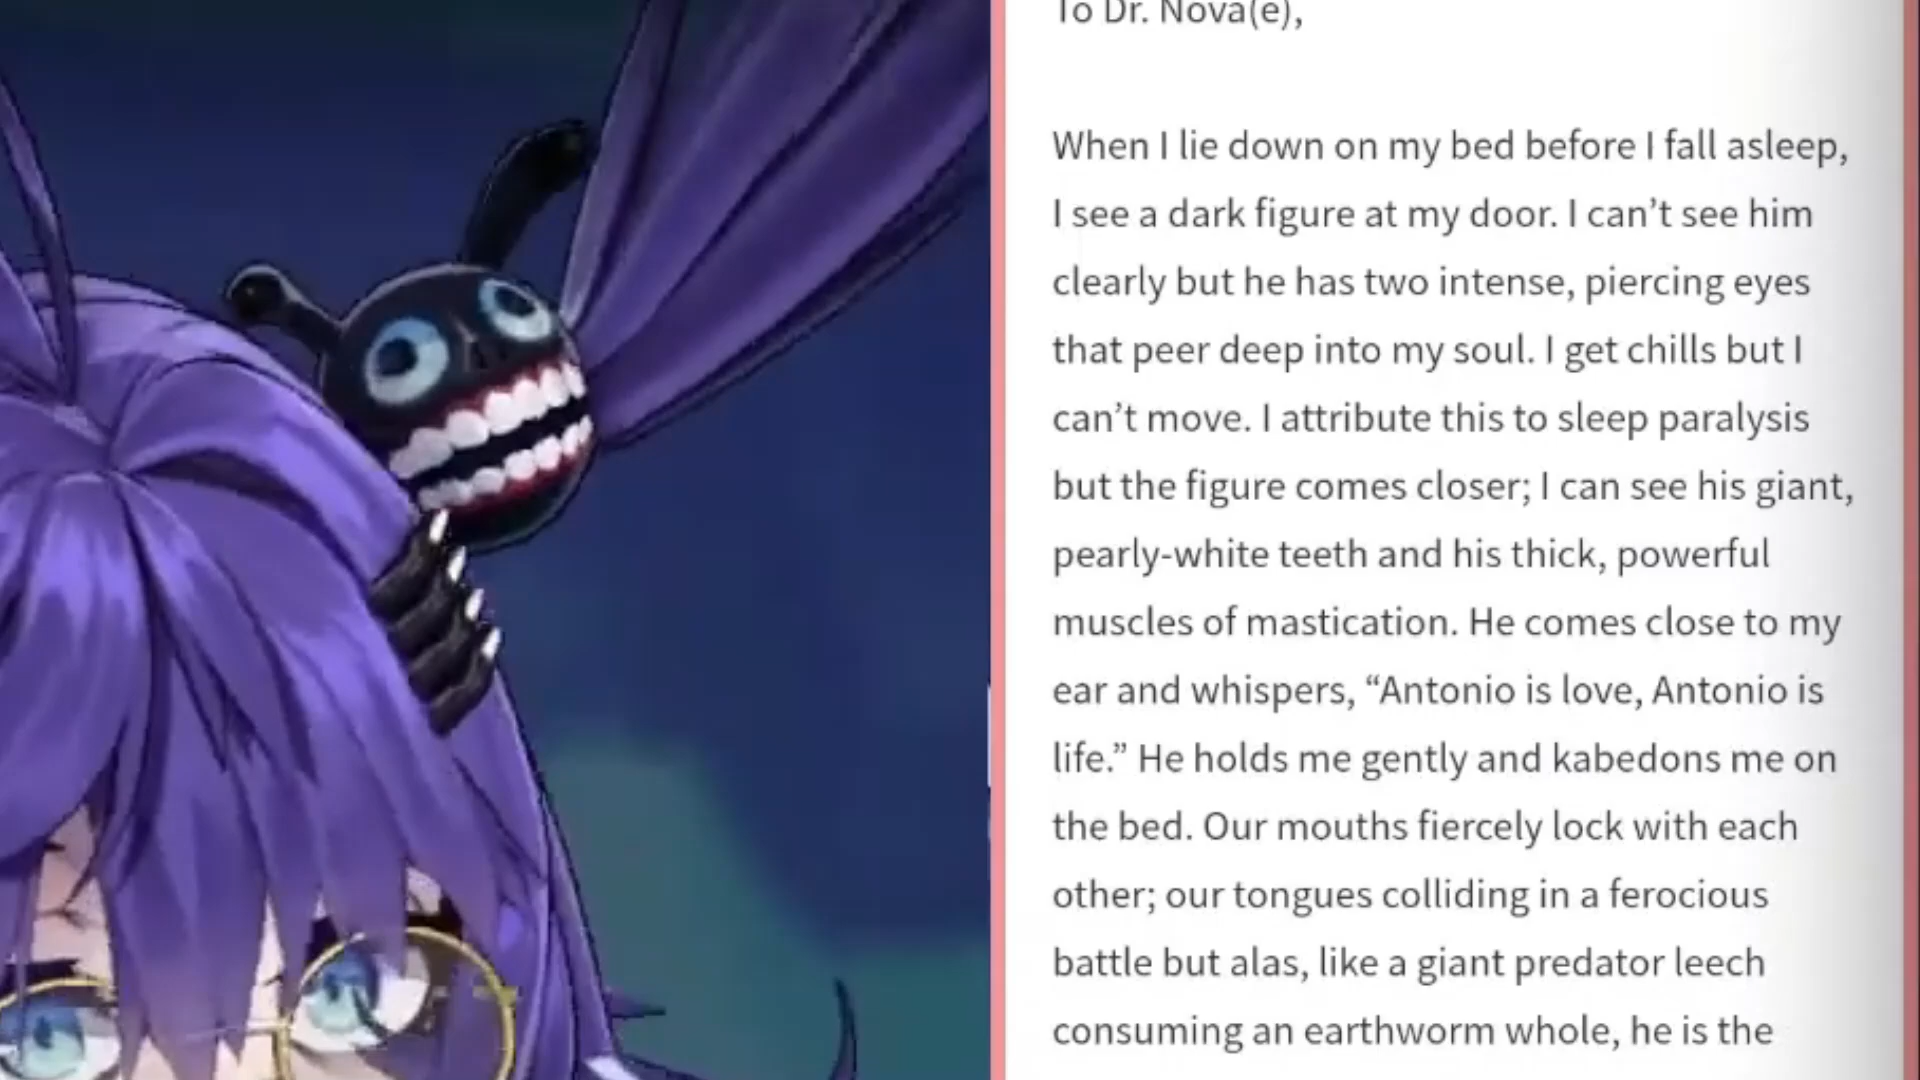 To Dr. Nova(e),
When I lie down on my bed before I fall asleep,
I see a dark figure at my door. I can’t see him
clearly but he has two intense, piercing eyes
that peer deep into my soul. I get chills but I
can’t move. I attribute this to sleep paralysis
but the figure comes closer; I can see his giant,
pearly-white teeth and his thick, powerful
muscles of mastication. He comes close to my
ear and whispers, “Antonio is love, Antonio is
life.” He holds me gently and kabedons me on
the bed. Our mouths fiercely lock with each
other; our tongues colliding in a ferocious
battle but alas, like a giant predator leech
consuming an earthworm whole, he is the